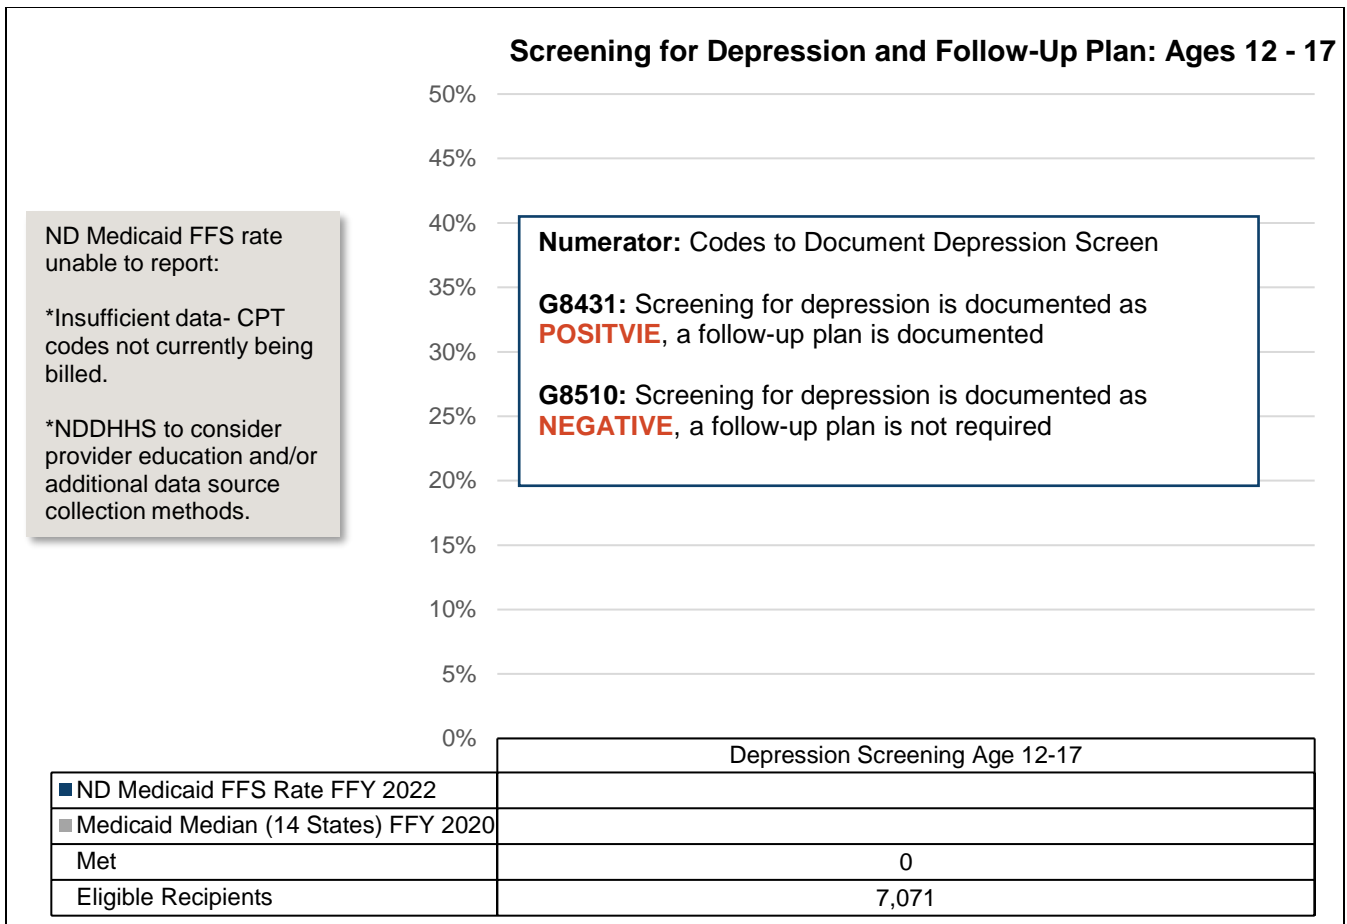 Screening for Depression and Follow-Up Plan: Ages 12 - 17
50%
45%
40%
35%
30%
25%
20%
15%
10%
5%
0%
ND Medicaid FFS rate
unable to report:
*Insufficient data- CPT
codes not currently being
billed.
*NDDHHS to consider
provider education and/or
additional data source
collection methods.
Numerator: Codes to Document Depression Screen
G8431: Screening for depression is documented as
POSITVIE, a follow-up plan is documented
G8510: Screening for depression is documented as
NEGATIVE, a follow-up plan is not required
Depression Screening Age 12-17
ND Medicaid FFS Rate FFY 2022
Medicaid Median (14 States) FFY 2020
Met 0
Eligible Recipients 7,071